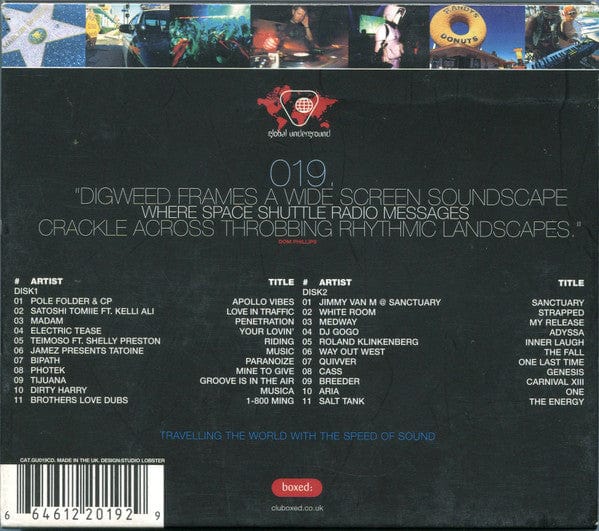 RANDY'S
DONUTS
global underground
019.
"DIGWEED FRAMES A WIDE SCREEN SOUNDSCAPE
WHERE SPACE SHUTTLE RADIO MESSAGES
CRACKLE ACROSS THROBBING RHYTHMIC LANDSCAPES."
DOM PHILLIPS
# ARTIST TITLE
DISK1
01 POLE FOLDER & CP APOLLO VIBES
02 SATOSHI TOMIIE FT. KELLI ALI LOVE IN TRAFFIC
03 MADAM PENETRATION
04 ELECTRIC TEASE YOUR LOVIN'
05 TEIMOSO FT. SHELLY PRESTON RIDING
06 JAMEZ PRESENTS TATOINE MUSIC
07 BIPATH PARANOIZE
08 PHOTEK MINE TO GIVE
09 TIJUANA GROOVE IS IN THE AIR
10 DIRTY HARRY MUSICA
11 BROTHERS LOVE DUBS 1-800 MING
# ARTIST TITLE
DISK2
01 JIMMY VAN M @ SANCTUARY SANCTUARY
02 WHITE ROOM STRAPPED
03 MEDWAY MY RELEASE
04 DJ GOGO ADYSSA
05 ROLAND KLINKENBERG INNER LAUGH
06 WAY OUT WEST THE FALL
07 QUIVVER ONE LAST TIME
08 CASS GENESIS
09 BREEDER CARNIVAL XIII
10 ARIA ONE
11 SALT TANK THE ENERGY
TRAVELLING THE WORLD WITH THE SPEED OF SOUND
CAT.GU019CD. MADE IN THE UK. DESIGN:STUDIO LOBSTER
6 64612 20192 9
boxed:
cluboxed.co.uk